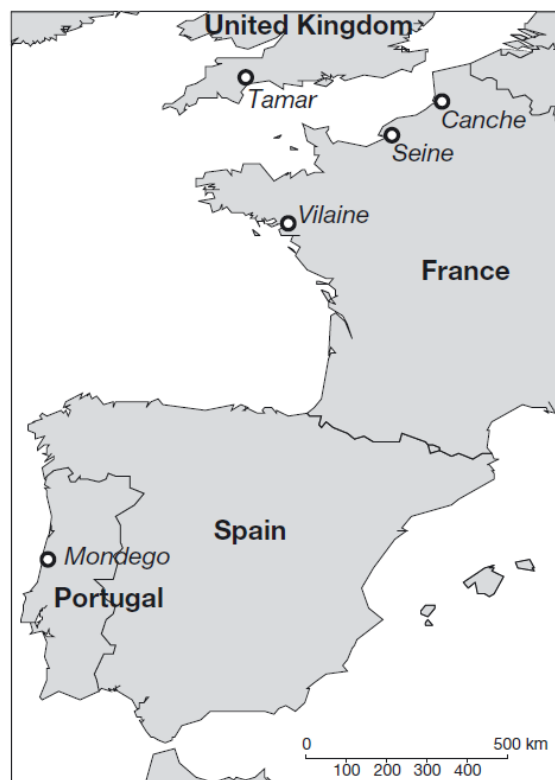 United Kingdom
Tamar
Canche
Seine
Vilaine
France
Spain
Mondego
Portugal
0 500 km
100 200 300 400